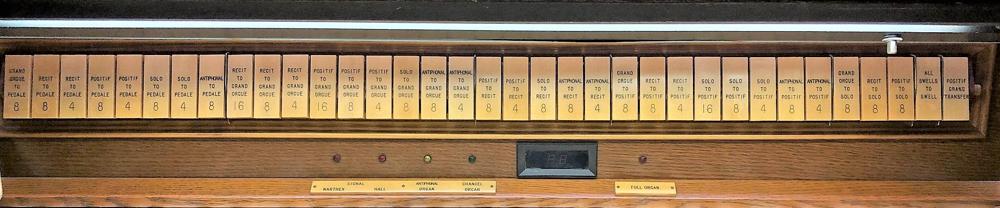 GRAND
ORGUE
TO
PEDALE
8
RECIT
TO
PEDALE
8
RECIT
TO
PEDALE
4
POSITIF
TO
PEDALE
8
POSITIF
TO
PEDALE
4
SOLO
TO
PEDALE
8
SOLO
TO
PEDALE
4
ANTIPHONAL
TO
PEDALE
8
RECIT
TO
GRAND
ORGUE
16
RECIT
TO
GRAND
ORGUE
8
RECIT
TO
GRAND
ORGUE
4
POSITIF
TO
GRAND
ORGUE
16
POSITIF
TO
GRAND
ORGUE
8
POSITIF
TO
GRAND
ORGUE
4
SOLO
TO
GRAND
ORGUE
8
ANTIPHONAL
TO
GRAND
ORGUE
8
ANTIPHONAL
TO
GRAND
ORGUE
4
POSITIF
TO
RECIT
8
POSITIF
TO
RECIT
4
SOLO
TO
RECIT
8
ANTIPHONAL
TO
RECIT
8
ANTIPHONAL
TO
RECIT
4
GRAND
ORGUE
TO
POSITIF
8
RECIT
TO
POSITIF
8
RECIT
TO
POSITIF
4
SOLO
TO
POSITIF
16
SOLO
TO
POSITIF
8
SOLO
TO
POSITIF
4
ANTIPHONAL
TO
POSITIF
8
ANTIPHONAL
TO
POSITIF
4
GRAND
ORGUE
TO
SOLO
8
RECIT
TO
SOLO
8
POSITIF
TO
SOLO
8
ALL
SWELLS
TO
SWELL
POSITIF
GRAND
TRANSFER
SIGNAL
NARTHEX HALL
ANTIPHONAL
ORGAN
CHANCEL
ORGAN
FULL ORGAN